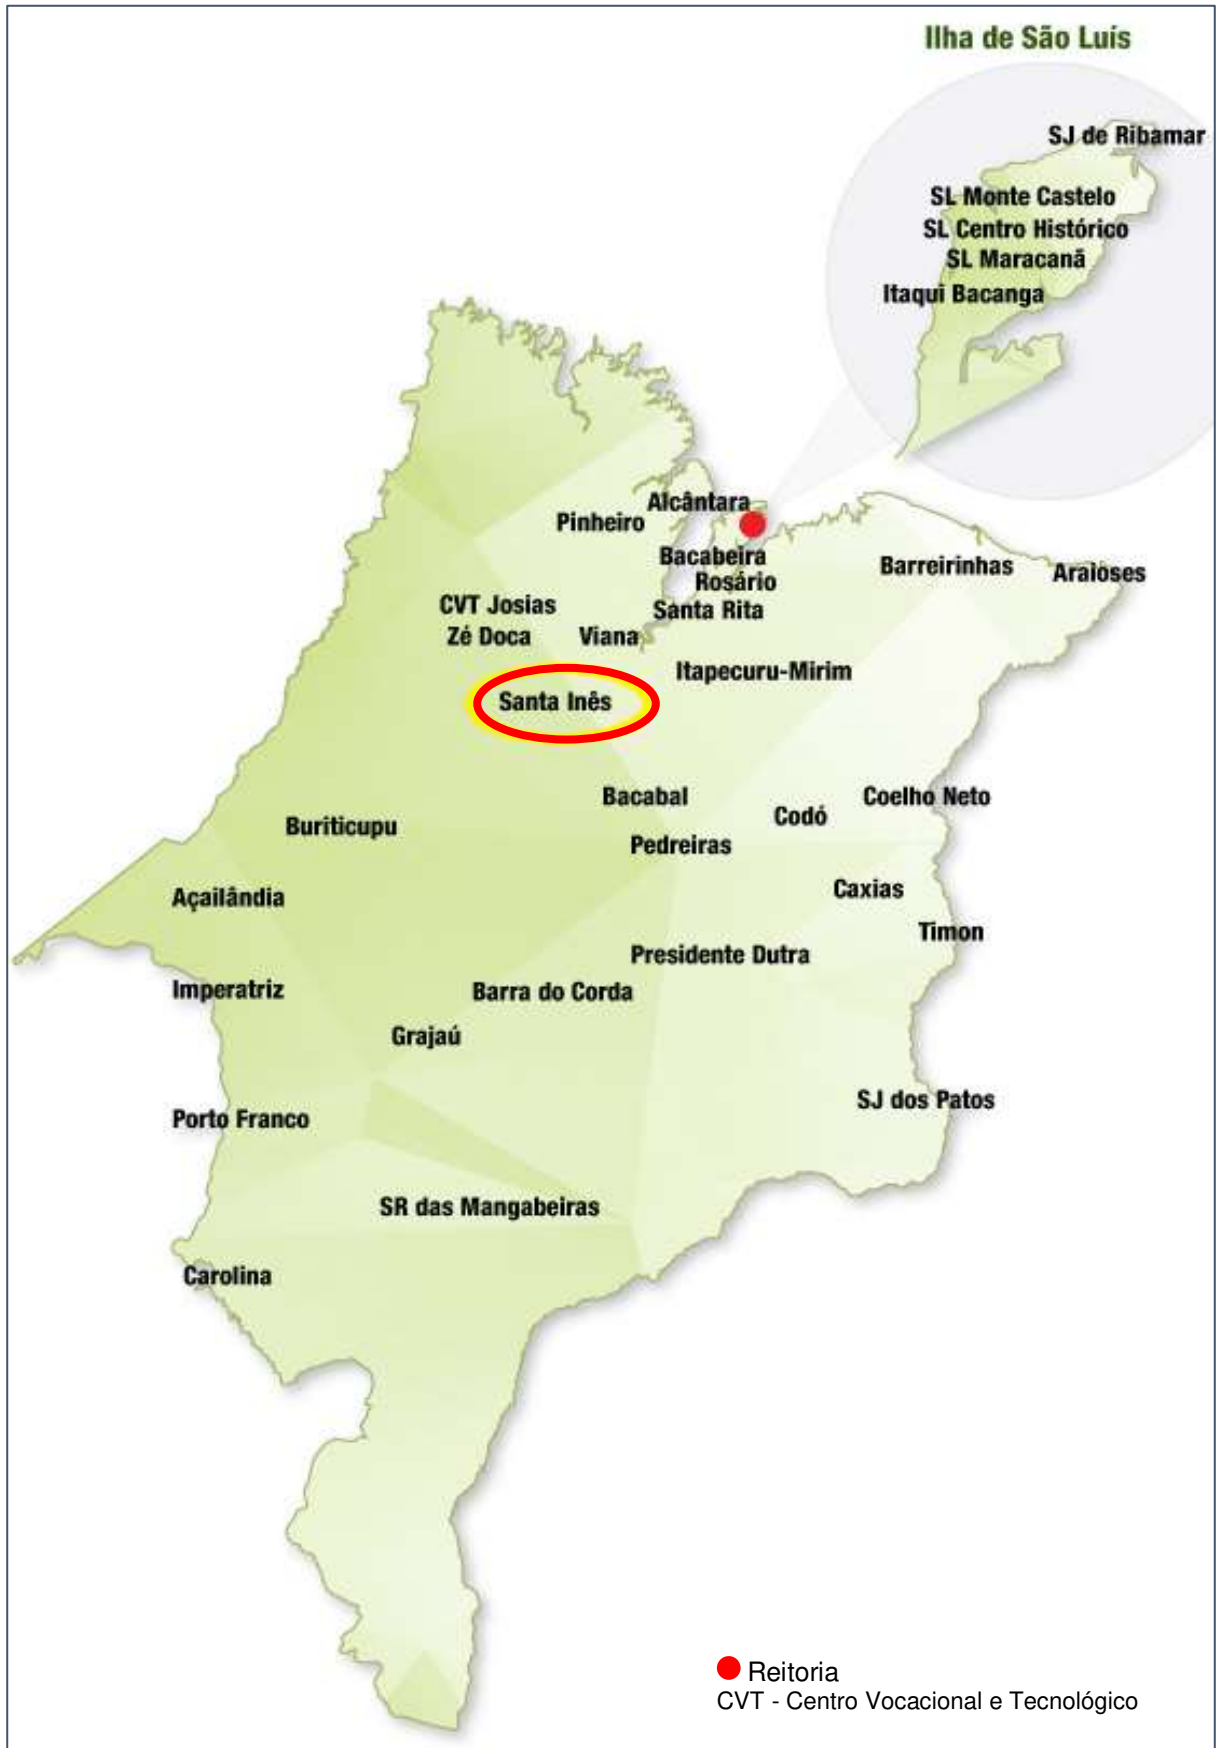 Ilha de São Luís
SJ de Ribamar
SL Monte Castelo
SL Centro Histórico
SL Maracanã
Itaqui Bacanga
Alcântara
Pinheiro
Bacabeira
Rosário
Santa Rita
Barreirinhas
Araioses
CVT Josias
Zé Doca
Viana
Itapecuru-Mirim
Santa Inês
Bacabal
Codó
Coelho Neto
Buriticupu
Pedreiras
Açailândia
Caxias
Timon
Presidente Dutra
Imperatriz
Barra do Corda
Grajaú
Porto Franco
SJ dos Patos
SR das Mangabeiras
Carolina
Reitoria
CVT - Centro Vocacional e Tecnológico